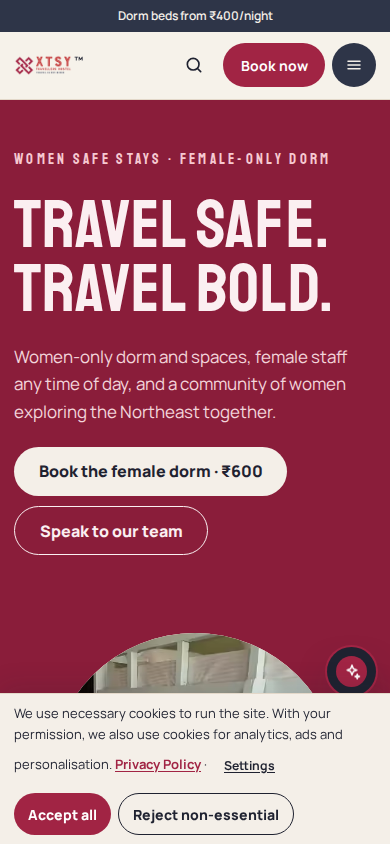 Dorm beds from ₹400/night
XTSY ™
Book now
WOMEN SAFE STAYS · FEMALE-ONLY DORM
TRAVEL SAFE.
TRAVEL BOLD.
Women-only dorm and spaces, female staff
any time of day, and a community of women
exploring the Northeast together.
Book the female dorm · ₹600
Speak to our team
We use necessary cookies to run the site. With your
permission, we also use cookies for analytics, ads and
personalisation. Privacy Policy · Settings
Accept all
Reject non-essential